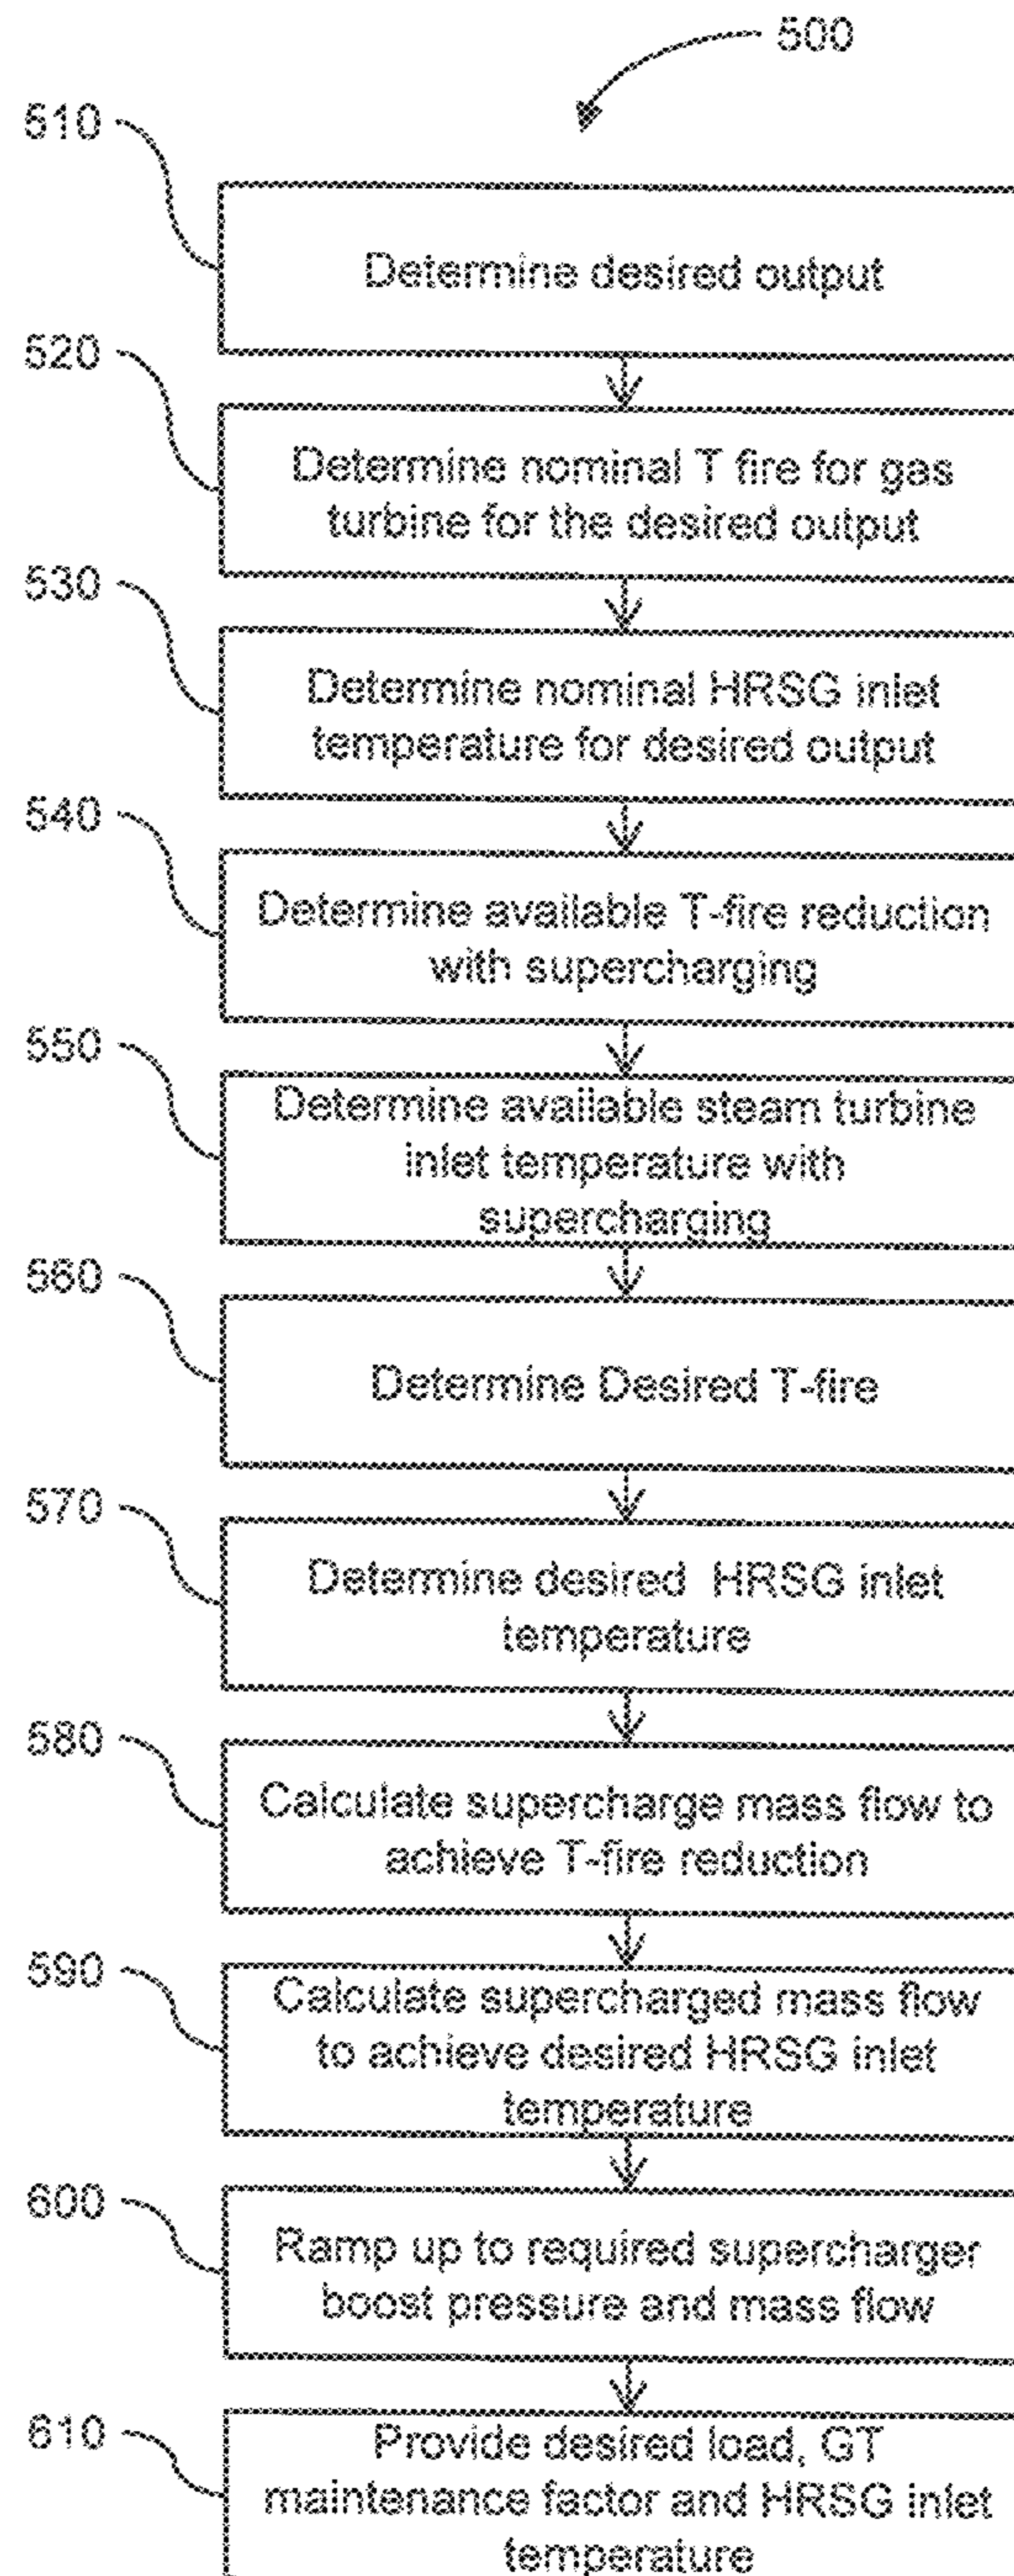 500
510
Determine desired output
520
Determine nominal T fire for gas
turbine for the desired output
530
Determine nominal HRSG inlet
temperature for desired output
540
Determine available T-fire reduction
with supercharging
550
Determine available steam turbine
inlet temperature with
supercharging
560
Determine Desired T-fire
570
Determine desired HRSG inlet
temperature
580
Calculate supercharge mass flow to
achieve T-fire reduction
590
Calculate supercharged mass flow
to achieve desired HRSG inlet
temperature
600
Ramp up to required supercharger
boost pressure and mass flow
610
Provide desired load, GT
maintenance factor and HRSG inlet
temperature